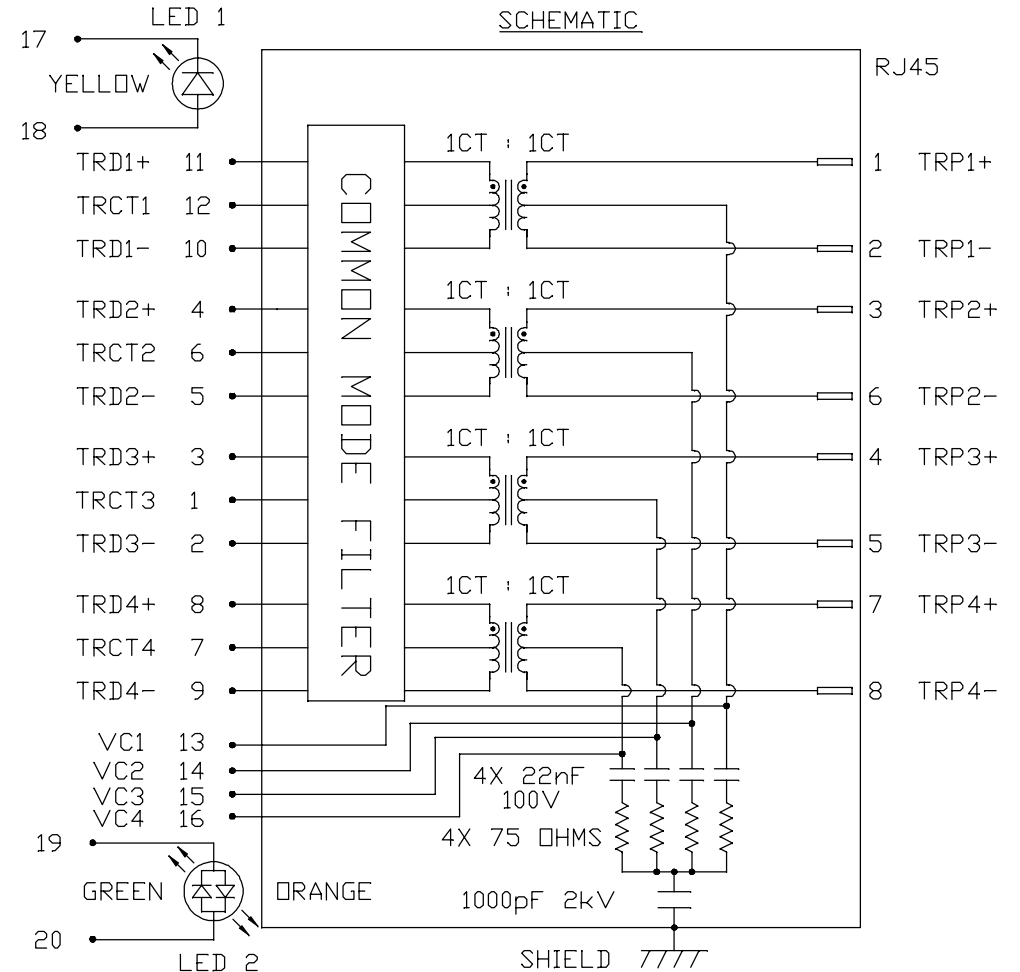 LED 1
SCHEMATIC
17
RJ45
YELLOW
18
1CT : 1CT
TRD1+ 11
1 TRP1+
TRCT1 12
TRD1- 10
2 TRP1-
1CT : 1CT
TRD2+ 4
3 TRP2+
TRCT2 6
TRD2- 5
6 TRP2-
1CT : 1CT
TRD3+ 3
4 TRP3+
TRCT3 1
TRD3- 2
5 TRP3-
1CT : 1CT
TRD4+ 8
7 TRP4+
TRCT4 7
TRD4- 9
8 TRP4-
COMMON MODE FILTER
VC1 13
VC2 14
VC3 15
VC4 16
4X 22nF
100V
4X 75 OHMS
19
GREEN
ORANGE
1000pF 2kV
20
LED 2
SHIELD